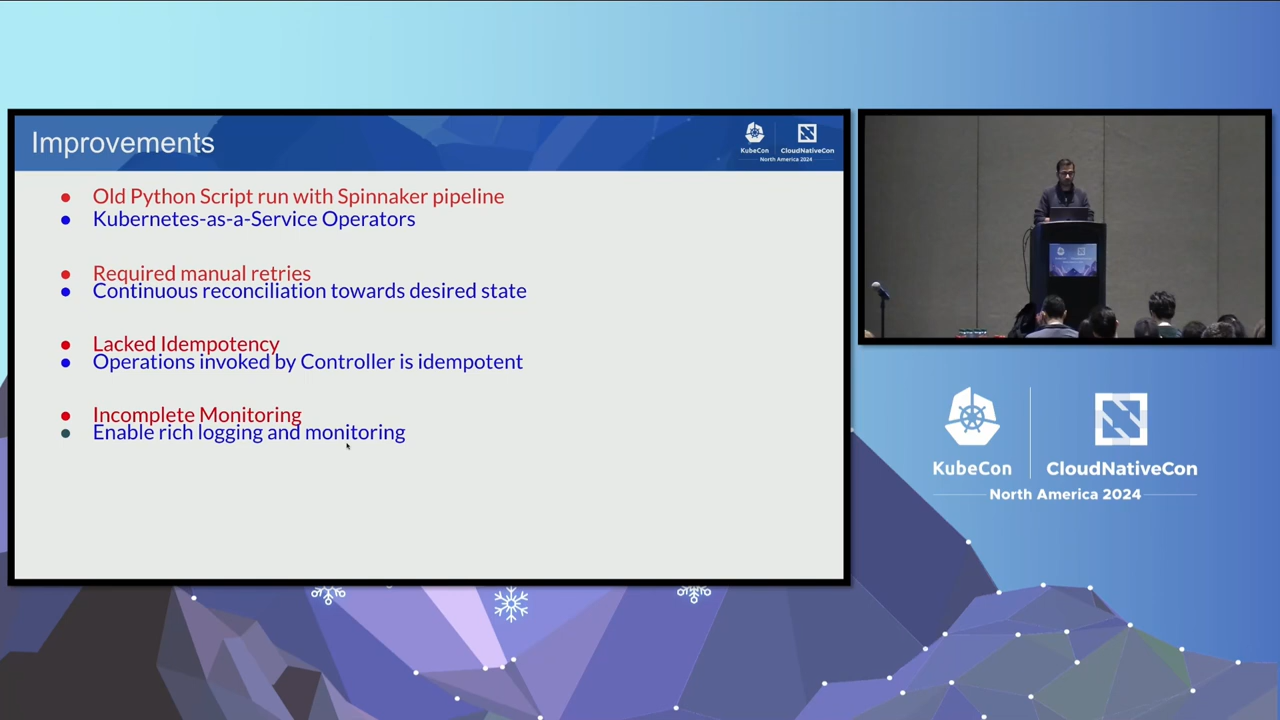 Improvements
KubeCon
CloudNativeCon
North America 2024
Old Python Script run with Spinnaker pipeline
Kubernetes-as-a-Service Operators
Required manual retries
Continuous reconciliation towards desired state
Lacked Idempotency
Operations invoked by Controller is idempotent
Incomplete Monitoring
Enable rich logging and monitoring
KubeCon
CloudNativeCon
North America 2024